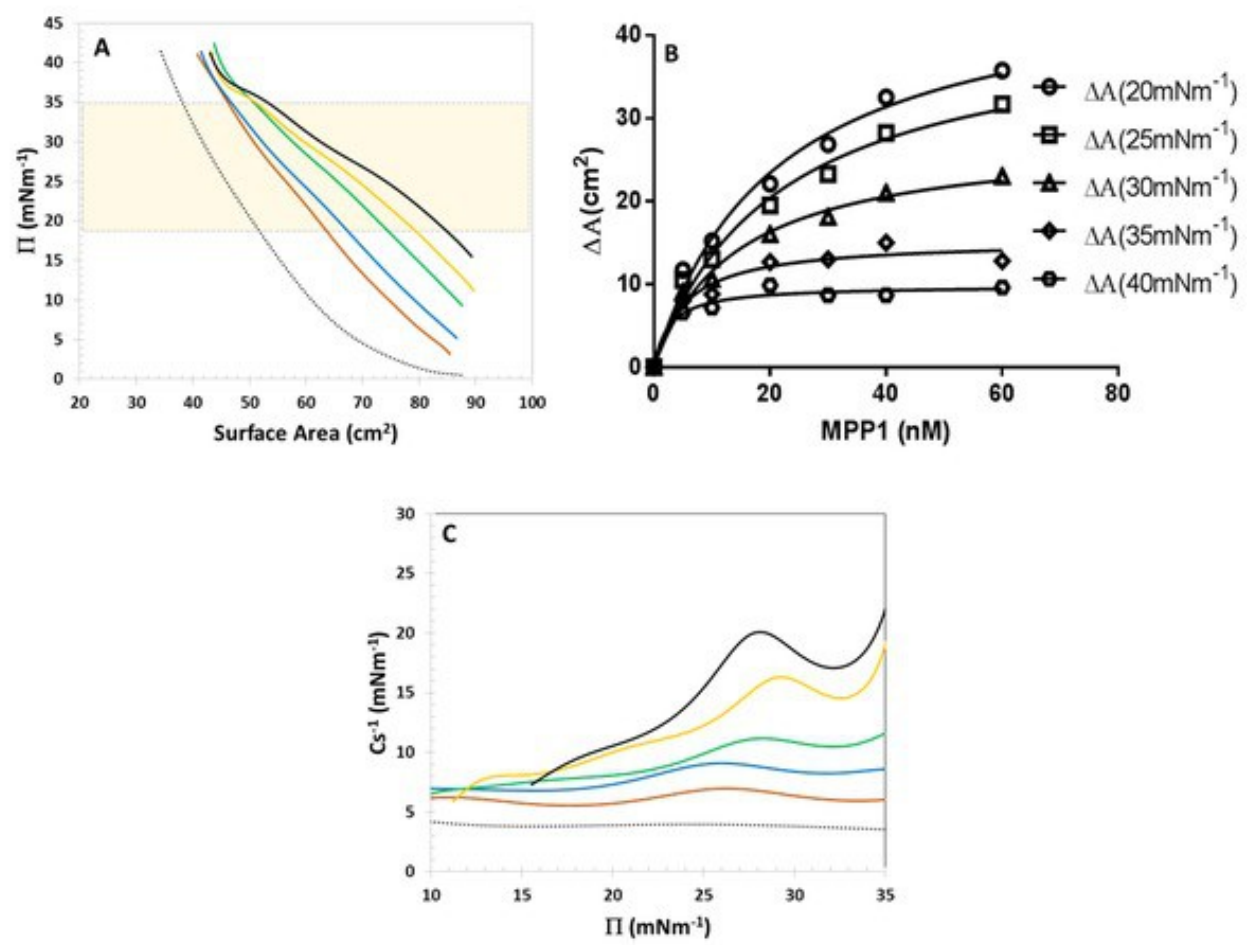 A
45
40
35
30
25
20
15
10
5
0
Π (mNm-1)
20 30 40 50 60 70 80 90 100
Surface Area (cm2)
B
40
30
20
10
0
ΔA(cm2)
0 20 40 60 80
MPP1 (nM)
ΔA(20mNm-1)
ΔA(25mNm-1)
ΔA(30mNm-1)
ΔA(35mNm-1)
ΔA(40mNm-1)
C
30
25
20
15
10
5
0
Cs-1 (mNm-1)
10 15 20 25 30 35
Π (mNm-1)